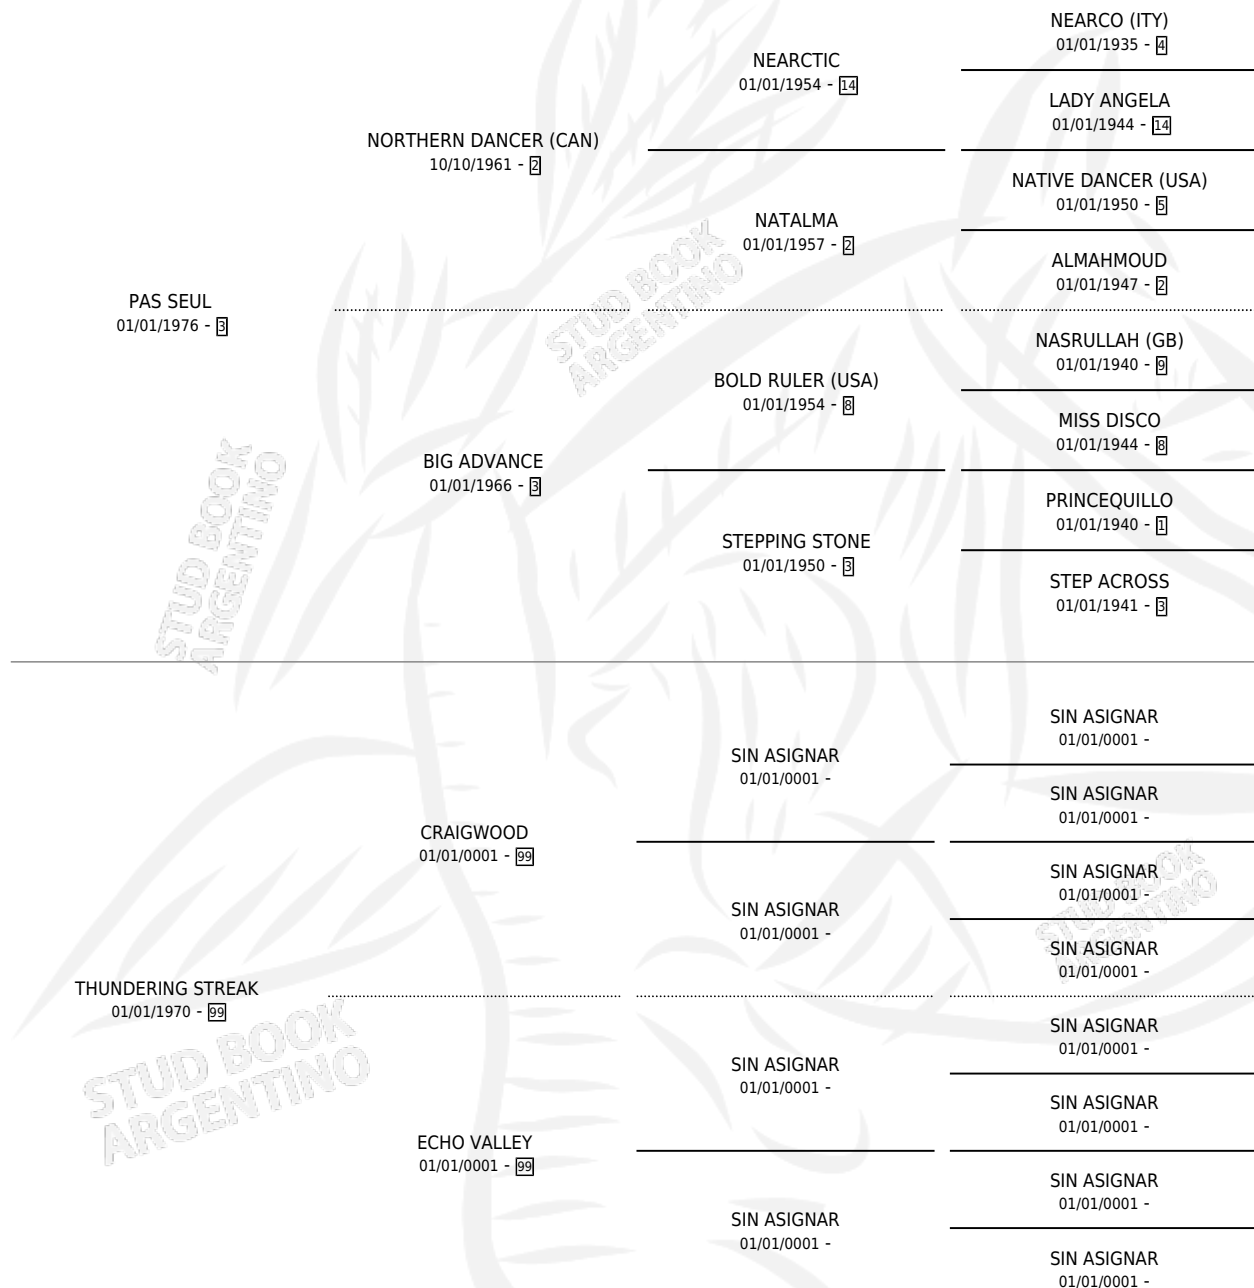 NEARCO (ITY)
01/01/1935 - 4
NEARCTIC
01/01/1954 - 14
LADY ANGELA
01/01/1944 - 14
NORTHERN DANCER (CAN)
10/10/1961 - 2
NATIVE DANCER (USA)
01/01/1950 - 5
NATALMA
01/01/1957 - 2
ALMAHMOUD
01/01/1947 - 2
PAS SEUL
01/01/1976 - 3
STUD BOOK
ARGENTINO
NASRULLAH (GB)
01/01/1940 - 9
BOLD RULER (USA)
01/01/1954 - 8
MISS DISCO
01/01/1944 - 8
BIG ADVANCE
01/01/1966 - 3
PRINCEQUILLO
01/01/1940 - 1
STEPPING STONE
01/01/1950 - 3
STEP ACROSS
01/01/1941 - 3
STUD BOOK
ARGENTINO
SIN ASIGNAR
01/01/0001 -
SIN ASIGNAR
01/01/0001 -
SIN ASIGNAR
01/01/0001 -
CRAIGWOOD
01/01/0001 - 99
SIN ASIGNAR
01/01/0001 -
SIN ASIGNAR
01/01/0001 -
SIN ASIGNAR
01/01/0001 -
STUD BOOK
ARGENTINO
THUNDERING STREAK
01/01/1970 - 99
SIN ASIGNAR
01/01/0001 -
SIN ASIGNAR
01/01/0001 -
SIN ASIGNAR
01/01/0001 -
STUD BOOK
ARGENTINO
ECHO VALLEY
01/01/0001 - 99
SIN ASIGNAR
01/01/0001 -
SIN ASIGNAR
01/01/0001 -
SIN ASIGNAR
01/01/0001 -